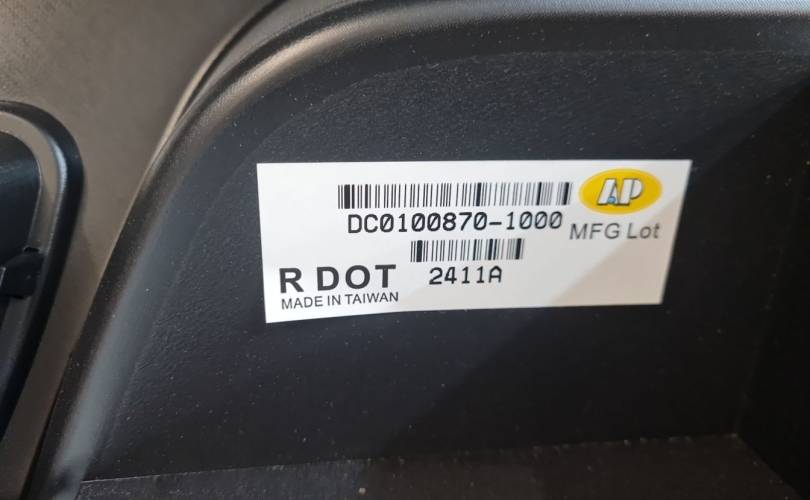 AP
DC0100870-1000
MFG Lot
R DOT 2411A
MADE IN TAIWAN